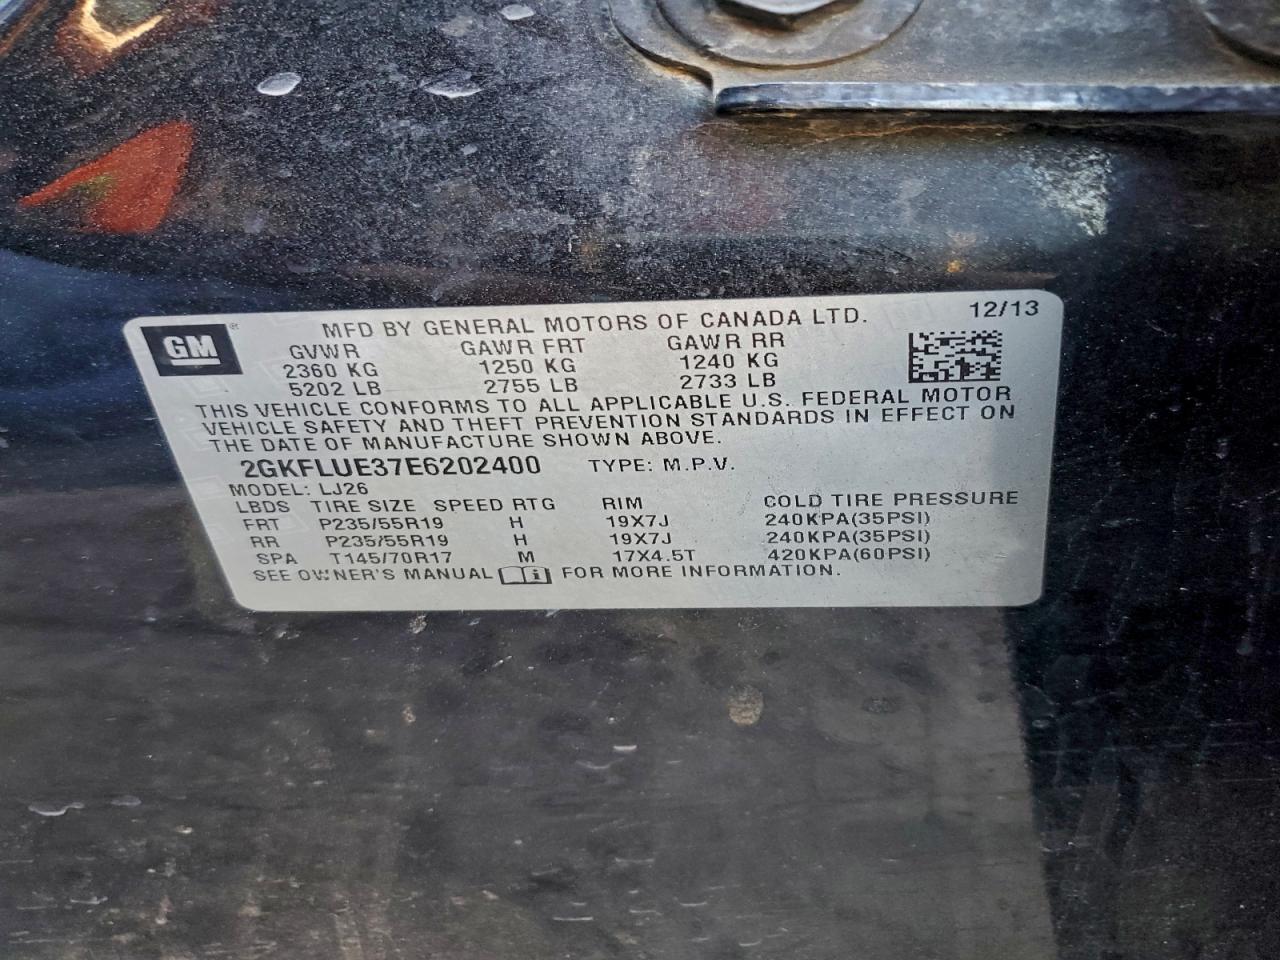 GM
MFD BY GENERAL MOTORS OF CANADA LTD. 12/13
GVWR GAWR FRT GAWR RR
2360 KG 1250 KG 1240 KG
5202 LB 2755 LB 2733 LB
THIS VEHICLE CONFORMS TO ALL APPLICABLE U.S. FEDERAL MOTOR
VEHICLE SAFETY AND THEFT PREVENTION STANDARDS IN EFFECT ON
THE DATE OF MANUFACTURE SHOWN ABOVE.
2GKFLUE37E6202400 TYPE: M.P.V.
MODEL: LJ26
LBDS TIRE SIZE SPEED RTG RIM COLD TIRE PRESSURE
FRT P235/55R19 H 19X7J 240KPA(35PSI)
RR P235/55R19 H 19X7J 240KPA(35PSI)
SPA T145/70R17 M 17X4.5T 420KPA(60PSI)
SEE OWNER'S MANUAL i FOR MORE INFORMATION.